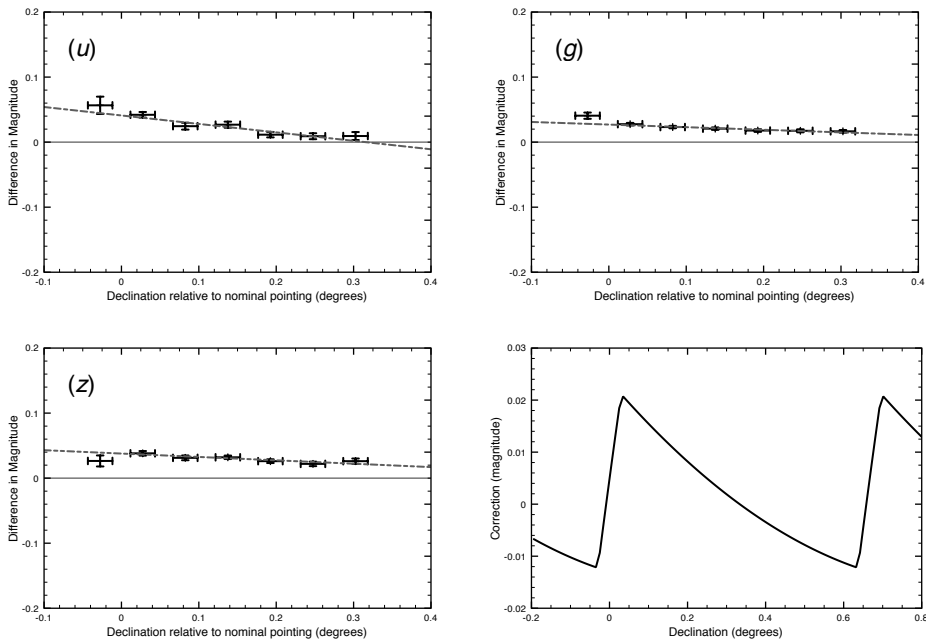 0.2
0.1
0
-0.1
-0.2
Difference in Magnitude
(u)
-0.1 0 0.1 0.2 0.3 0.4
Declination relative to nominal pointing (degrees)
0.2
0.1
0
-0.1
-0.2
Difference in Magnitude
(g)
-0.1 0 0.1 0.2 0.3 0.4
Declination relative to nominal pointing (degrees)
0.2
0.1
0
-0.1
-0.2
Difference in Magnitude
(z)
-0.1 0 0.1 0.2 0.3 0.4
Declination relative to nominal pointing (degrees)
0.03
0.02
0.01
0
-0.01
-0.02
Correction (magnitude)
-0.2 0 0.2 0.4 0.6 0.8
Declination (degrees)